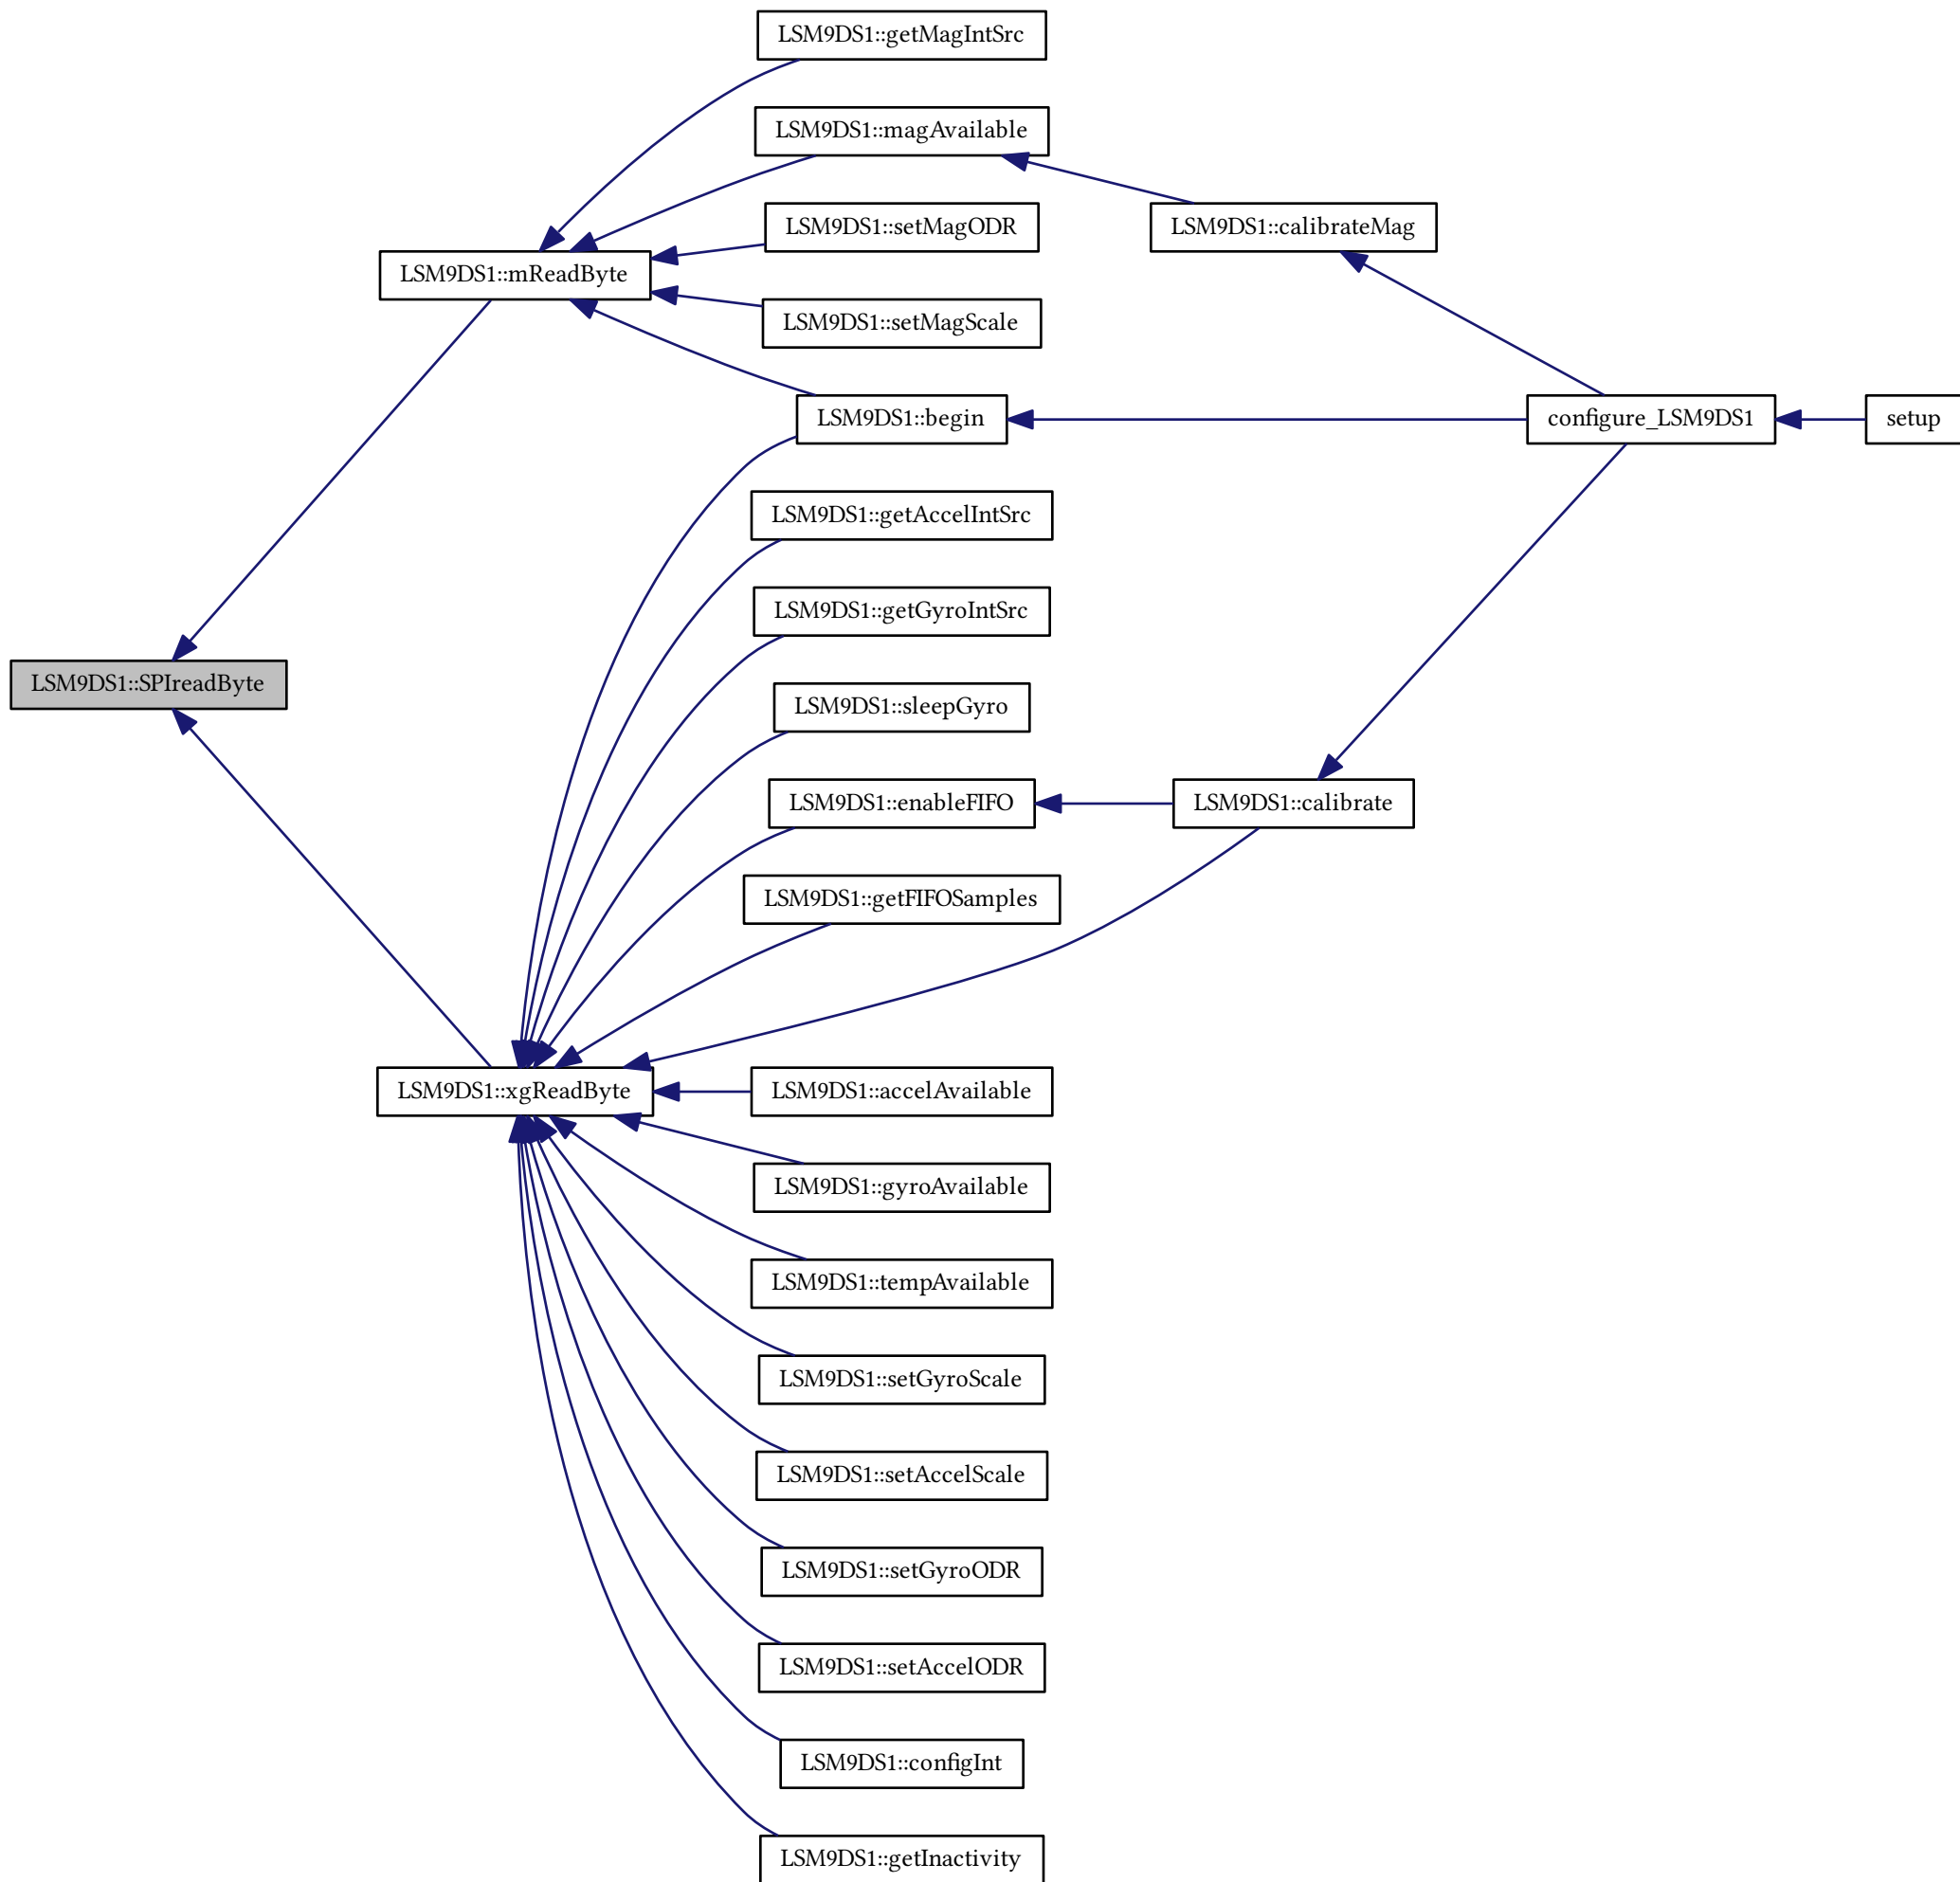 LSM9DS1::getMagIntSrc
LSM9DS1::magAvailable
LSM9DS1::setMagODR
LSM9DS1::calibrateMag
LSM9DS1::mReadByte
LSM9DS1::setMagScale
LSM9DS1::begin
configure_LSM9DS1
setup
LSM9DS1::getAccelIntSrc
LSM9DS1::getGyroIntSrc
LSM9DS1::SPIreadByte
LSM9DS1::sleepGyro
LSM9DS1::enableFIFO
LSM9DS1::calibrate
LSM9DS1::getFIFOSamples
LSM9DS1::xgReadByte
LSM9DS1::accelAvailable
LSM9DS1::gyroAvailable
LSM9DS1::tempAvailable
LSM9DS1::setGyroScale
LSM9DS1::setAccelScale
LSM9DS1::setGyroODR
LSM9DS1::setAccelODR
LSM9DS1::configInt
LSM9DS1::getInactivity